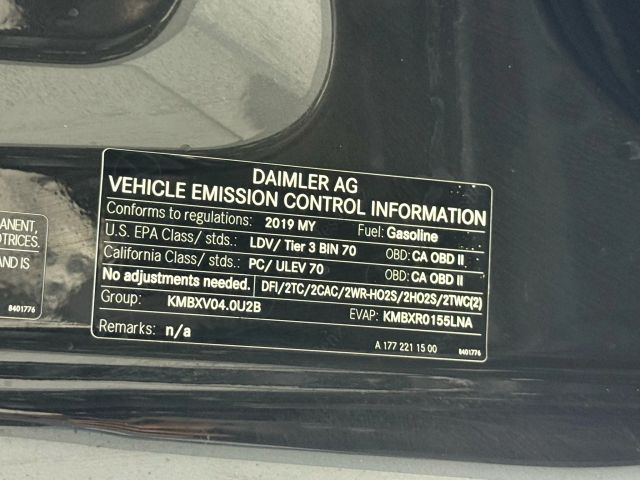 DAIMLER AG
VEHICLE EMISSION CONTROL INFORMATION
Conforms to regulations: 2019 MY Fuel: Gasoline
U.S. EPA Class/ stds.: LDV/ Tier 3 BIN 70 OBD: CA OBD II
California Class/ stds.: PC/ ULEV 70 OBD: CA OBD II
No adjustments needed. DFI/2TC/2CAC/2WR-HO2S/2HO2S/2TWC(2)
Group: KMBXV04.0U2B EVAP: KMBXR0155LNA
Remarks: n/a
A 177 221 15 00 8401776
ANENT,
OTRICES.
AND IS
8401776